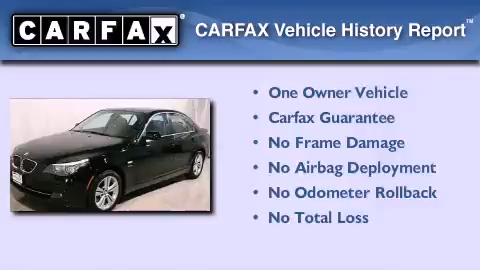 CARFAX® CARFAX Vehicle History Report™
• One Owner Vehicle
• Carfax Guarantee
• No Frame Damage
• No Airbag Deployment
• No Odometer Rollback
• No Total Loss